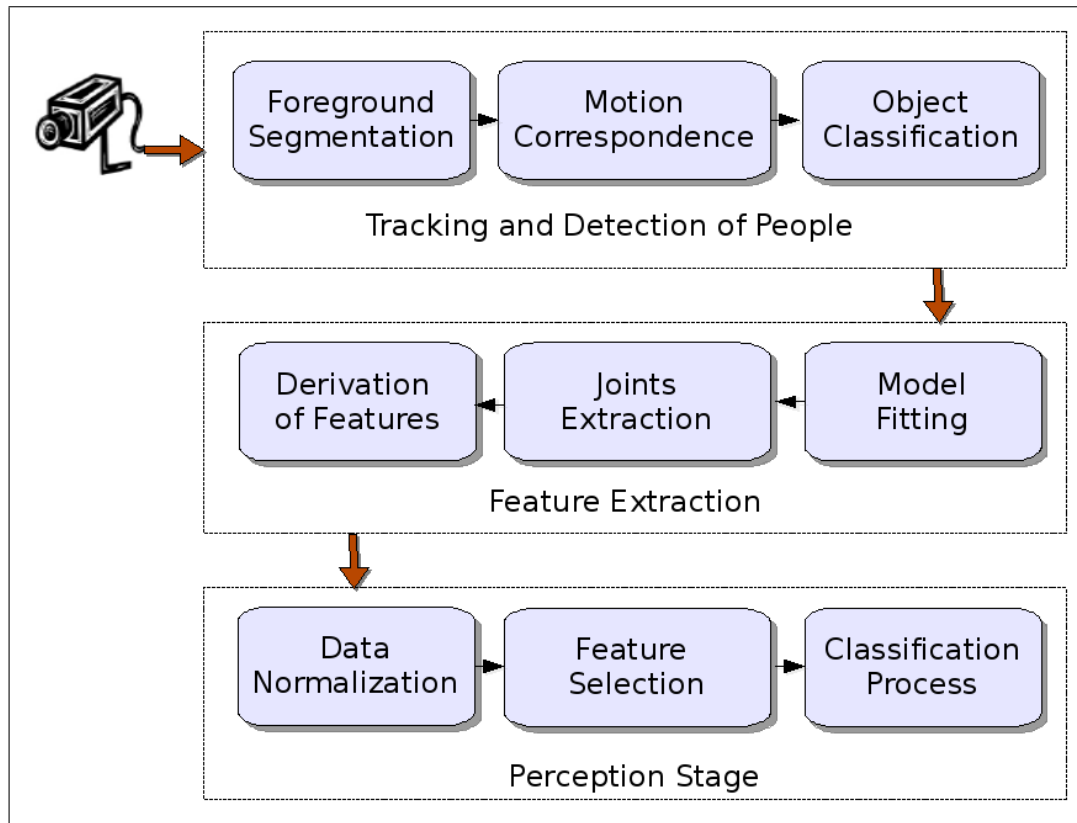 Foreground
Segmentation
Motion
Correspondence
Object
Classification
Tracking and Detection of People
Model
Fitting
Joints
Extraction
Derivation
of Features
Feature Extraction
Data
Normalization
Feature
Selection
Classification
Process
Perception Stage